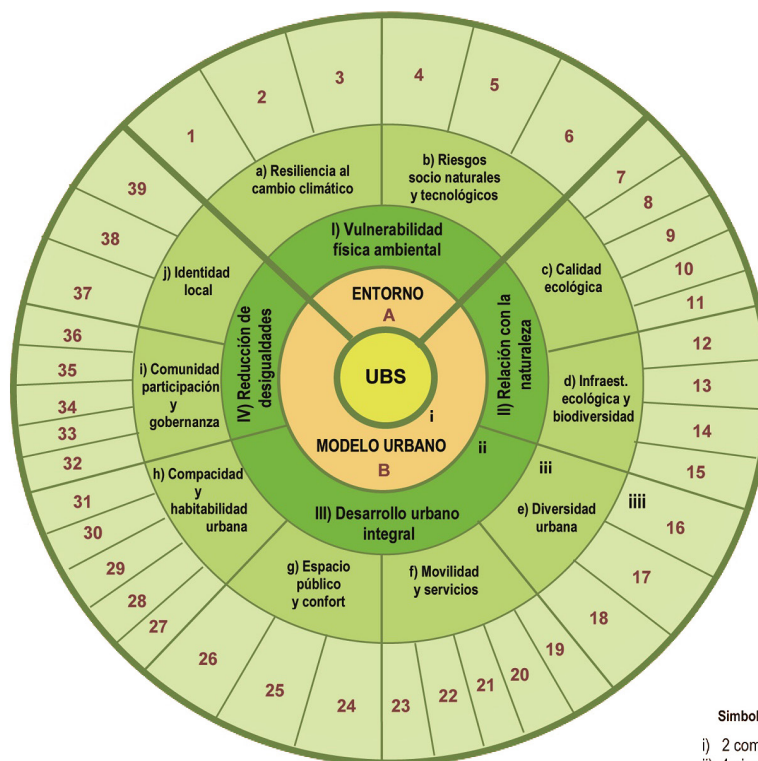 1
2
3
4
5
6
7
8
9
10
11
12
13
14
15
16
17
18
19
20
21
22
23
24
25
26
27
28
29
30
31
32
33
34
35
36
37
38
39
a) Resiliencia al
cambio climático
b) Riesgos
socio naturales
y tecnológicos
c) Calidad
ecológica
d) Infraest.
ecológica y
biodiversidad
e) Diversidad
urbana
f) Movilidad
y servicios
g) Espacio
público
y confort
h) Compacidad
y
habitabilidad
urbana
i) Comunidad
participación
y
gobernanza
j) Identidad
local
I) Vulnerabilidad
física ambiental
II) Relación con la
naturaleza
III) Desarrollo urbano
integral
IV) Reducción de
desigualdades
ENTORNO
A
UBS
MODELO URBANO
B
i
ii
iii
iiii
i) 2